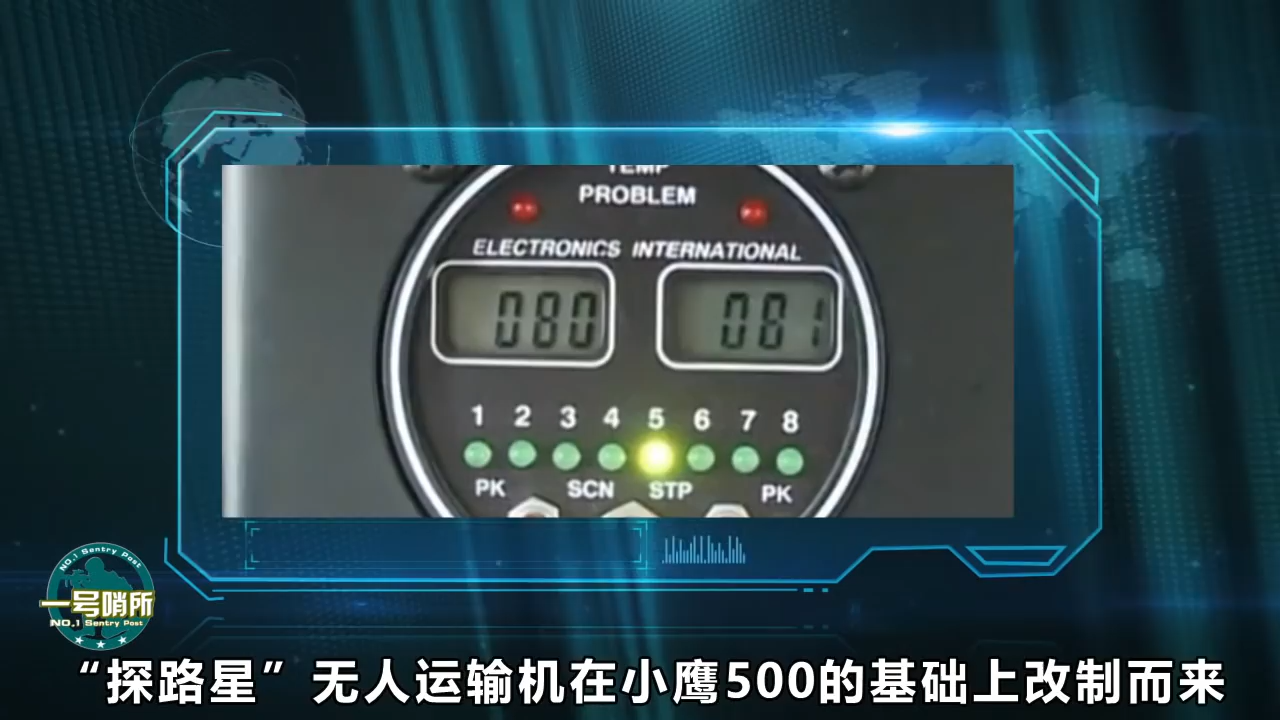 TEMP
PROBLEM
ELECTRONICS INTERNATIONAL
080 081
1 2 3 4 5 6 7 8
PK SCN STP PK
NO.1 Sentry Post
一号哨所
NO.1 Sentry Post
“探路星”无人运输机在小鹰500的基础上改制而来